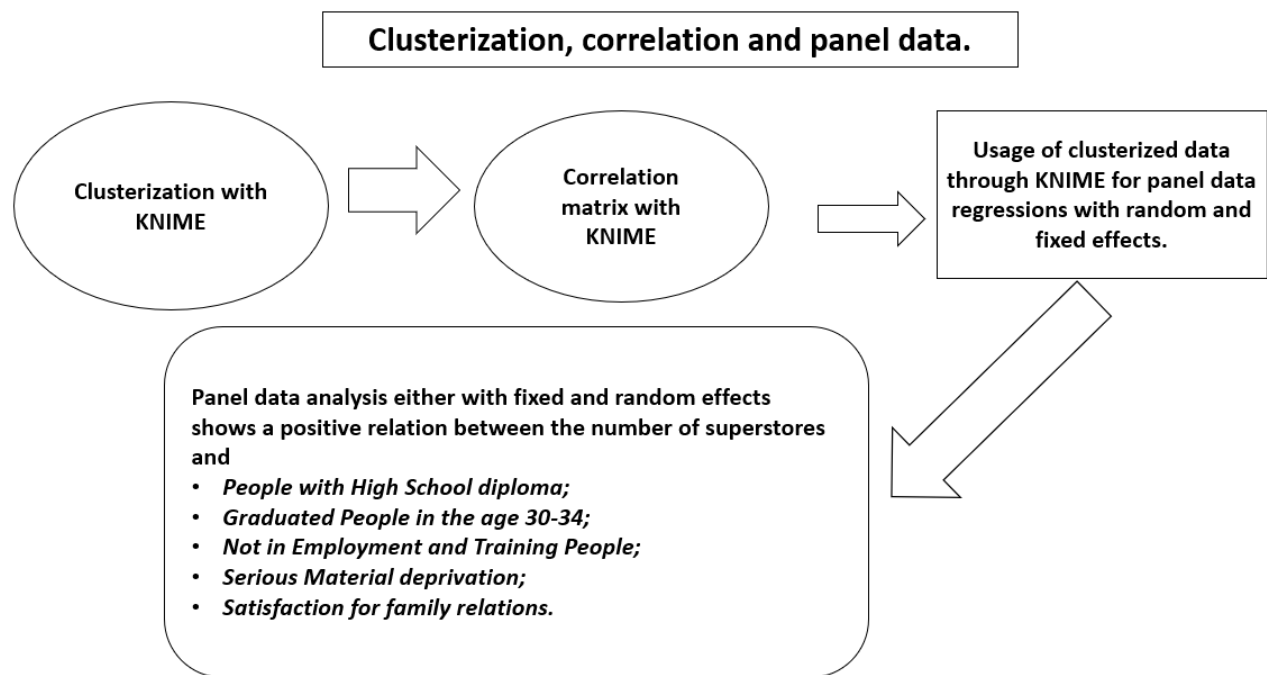 Clusterization, correlation and panel data.
Clusterization with
KNIME
Correlation
matrix with
KNIME
Usage of clusterized data
through KNIME for panel data
regressions with random and
fixed effects.
Panel data analysis either with fixed and random effects
shows a positive relation between the number of superstores
and
• People with High School diploma;
• Graduated People in the age 30-34;
• Not in Employment and Training People;
• Serious Material deprivation;
• Satisfaction for family relations.